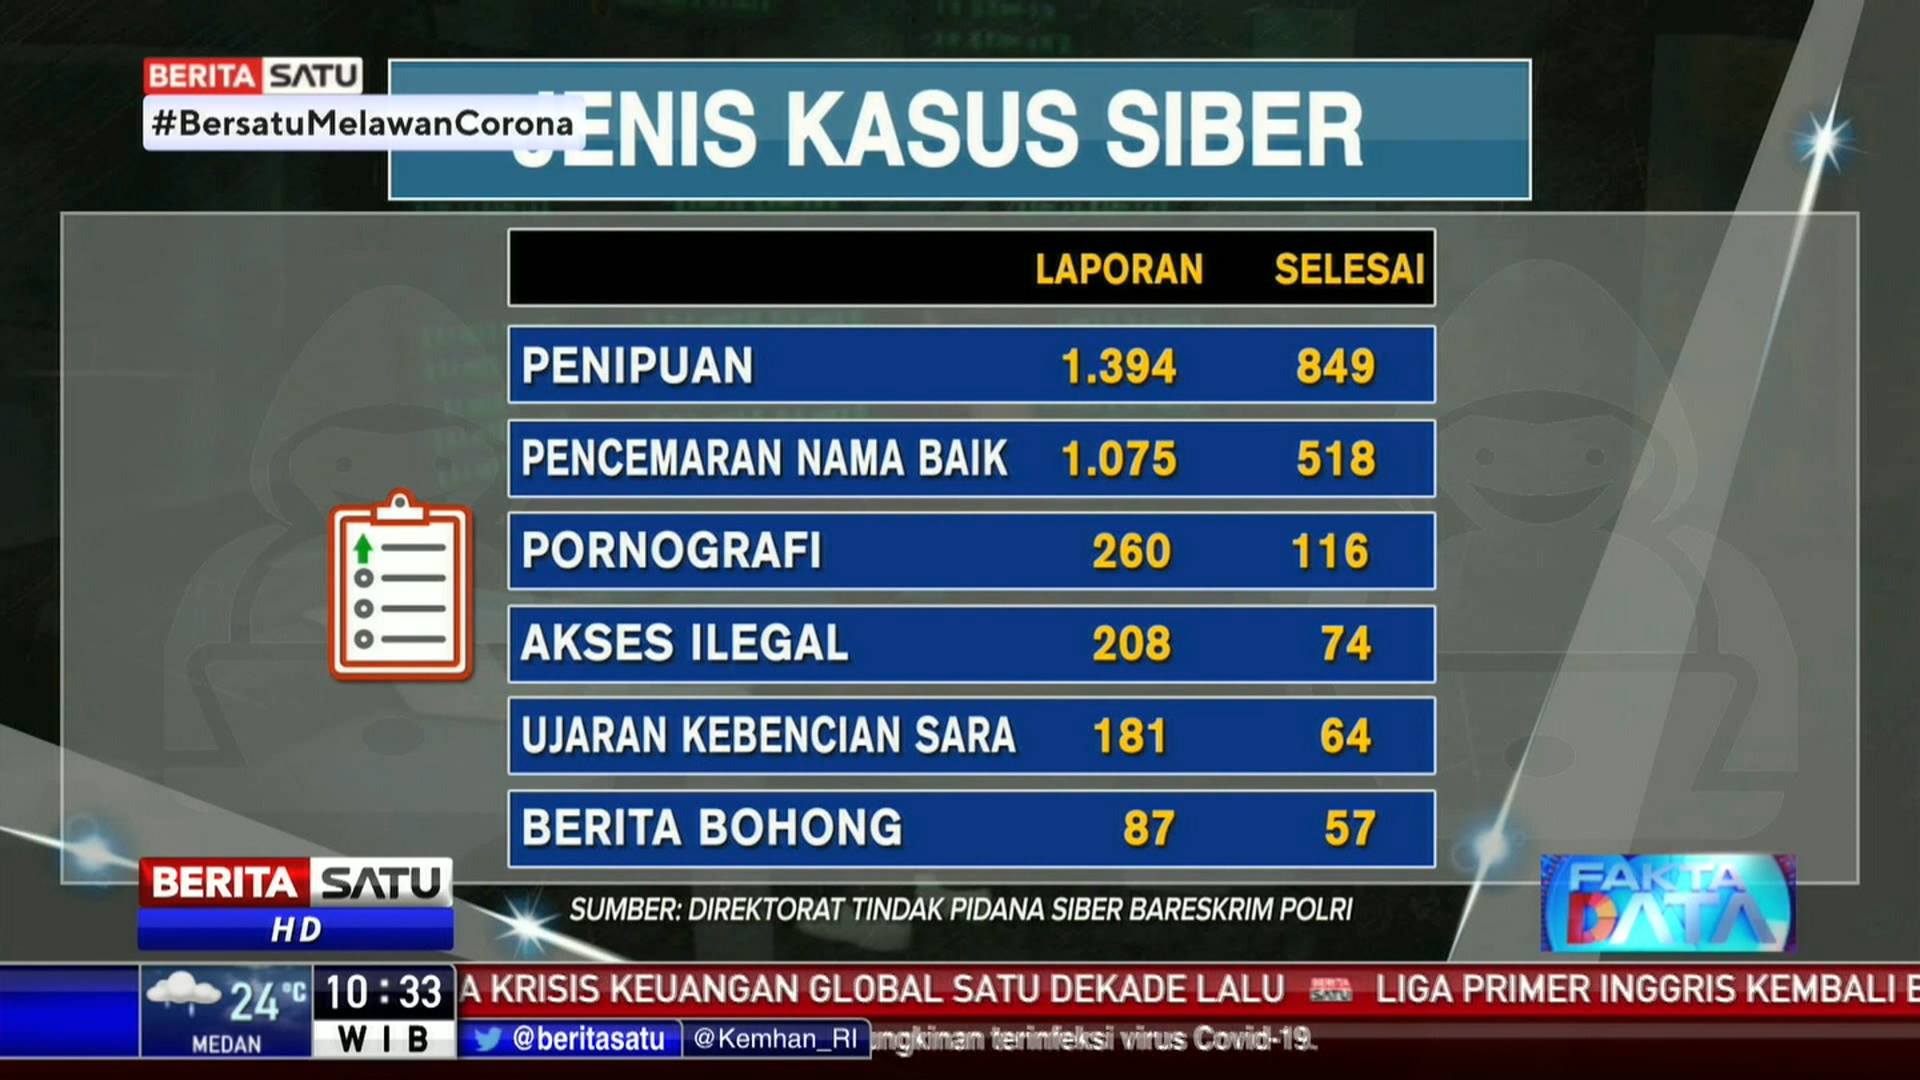 BERITA SATU
#BersatuMelawanCorona
JENIS KASUS SIBER
LAPORAN SELESAI
PENIPUAN 1.394 849
PENCEMARAN NAMA BAIK 1.075 518
PORNOGRAFI 260 116
AKSES ILEGAL 208 74
UJARAN KEBENCIAN SARA 181 64
BERITA BOHONG 87 57
SUMBER: DIREKTORAT TINDAK PIDANA SIBER BARESKRIM POLRI
BERITA SATU
HD
FAKTA
DATA
24°C
MEDAN
10:33
WIB
A KRISIS KEUANGAN GLOBAL SATU DEKADE LALU BERITA SATU LIGA PRIMER INGGRIS KEMBALI
@beritasatu @Kemhan_RI terinfeksi virus Covid-19.